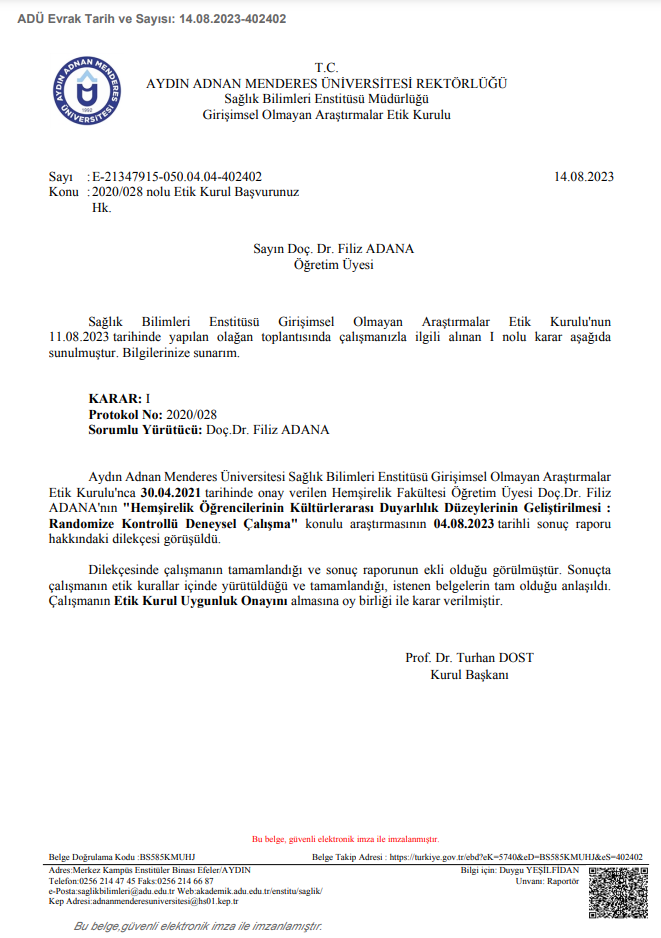 ADÜ Evrak Tarih ve Sayısı: 14.08.2023-402402
AYDIN ADNAN MENDERES ÜNİVERSİTESİ
1992
T.C.
AYDIN ADNAN MENDERES ÜNİVERSİTESİ REKTÖRLÜĞÜ
Sağlık Bilimleri Enstitüsü Müdürlüğü
Girişimsel Olmayan Araştırmalar Etik Kurulu
Sayı : E-21347915-050.04.04-402402 14.08.2023
Konu : 2020/028 nolu Etik Kurul Başvurunuz
Hk.
Sayın Doç. Dr. Filiz ADANA
Öğretim Üyesi
Sağlık Bilimleri Enstitüsü Girişimsel Olmayan Araştırmalar Etik Kurulu'nun
11.08.2023 tarihinde yapılan olağan toplantısında çalışmanızla ilgili alınan I nolu karar aşağıda
sunulmuştur. Bilgilerinize sunarım.
KARAR: I
Protokol No: 2020/028
Sorumlu Yürütücü: Doç.Dr. Filiz ADANA
Aydın Adnan Menderes Üniversitesi Sağlık Bilimleri Enstitüsü Girişimsel Olmayan Araştırmalar
Etik Kurulu'nca 30.04.2021 tarihinde onay verilen Hemşirelik Fakültesi Öğretim Üyesi Doç.Dr. Filiz
ADANA'nın "Hemşirelik Öğrencilerinin Kültürlerarası Duyarlılık Düzeylerinin Geliştirilmesi :
Randomize Kontrollü Deneysel Çalışma" konulu araştırmasının 04.08.2023 tarihli sonuç raporu
hakkındaki dilekçesi görüşüldü.
Dilekçesinde çalışmanın tamamlandığı ve sonuç raporunun ekli olduğu görülmüştür. Sonuçta
çalışmanın etik kurallar içinde yürütüldüğü ve tamamlandığı, istenen belgelerin tam olduğu anlaşıldı.
Çalışmanın Etik Kurul Uygunluk Onayını almasına oy birliği ile karar verilmiştir.
Prof. Dr. Turhan DOST
Kurul Başkanı
Bu belge, güvenli elektronik imza ile imzalanmıştır.
Belge Doğrulama Kodu :BS585KMUHJ Belge Takip Adresi : https://turkiye.gov.tr/ebd?eK=5740&eD=BS585KMUHJ&eS=402402
Adres:Merkez Kampüs Enstitüler Binası Efeler/AYDIN Bilgi için: Duygu YEŞİLFİDAN
Telefon:0256 214 47 45 Faks:0256 214 66 87 Unvanı: Raportör
e-Posta:saglikbilimleri@adu.edu.tr Web:akademik.adu.edu.tr/enstitu/saglik/
Kep Adresi:adnanmenderesuniversitesi@hs01.kep.tr
Bu belge,güvenli elektronik imza ile imzanlamıştır.